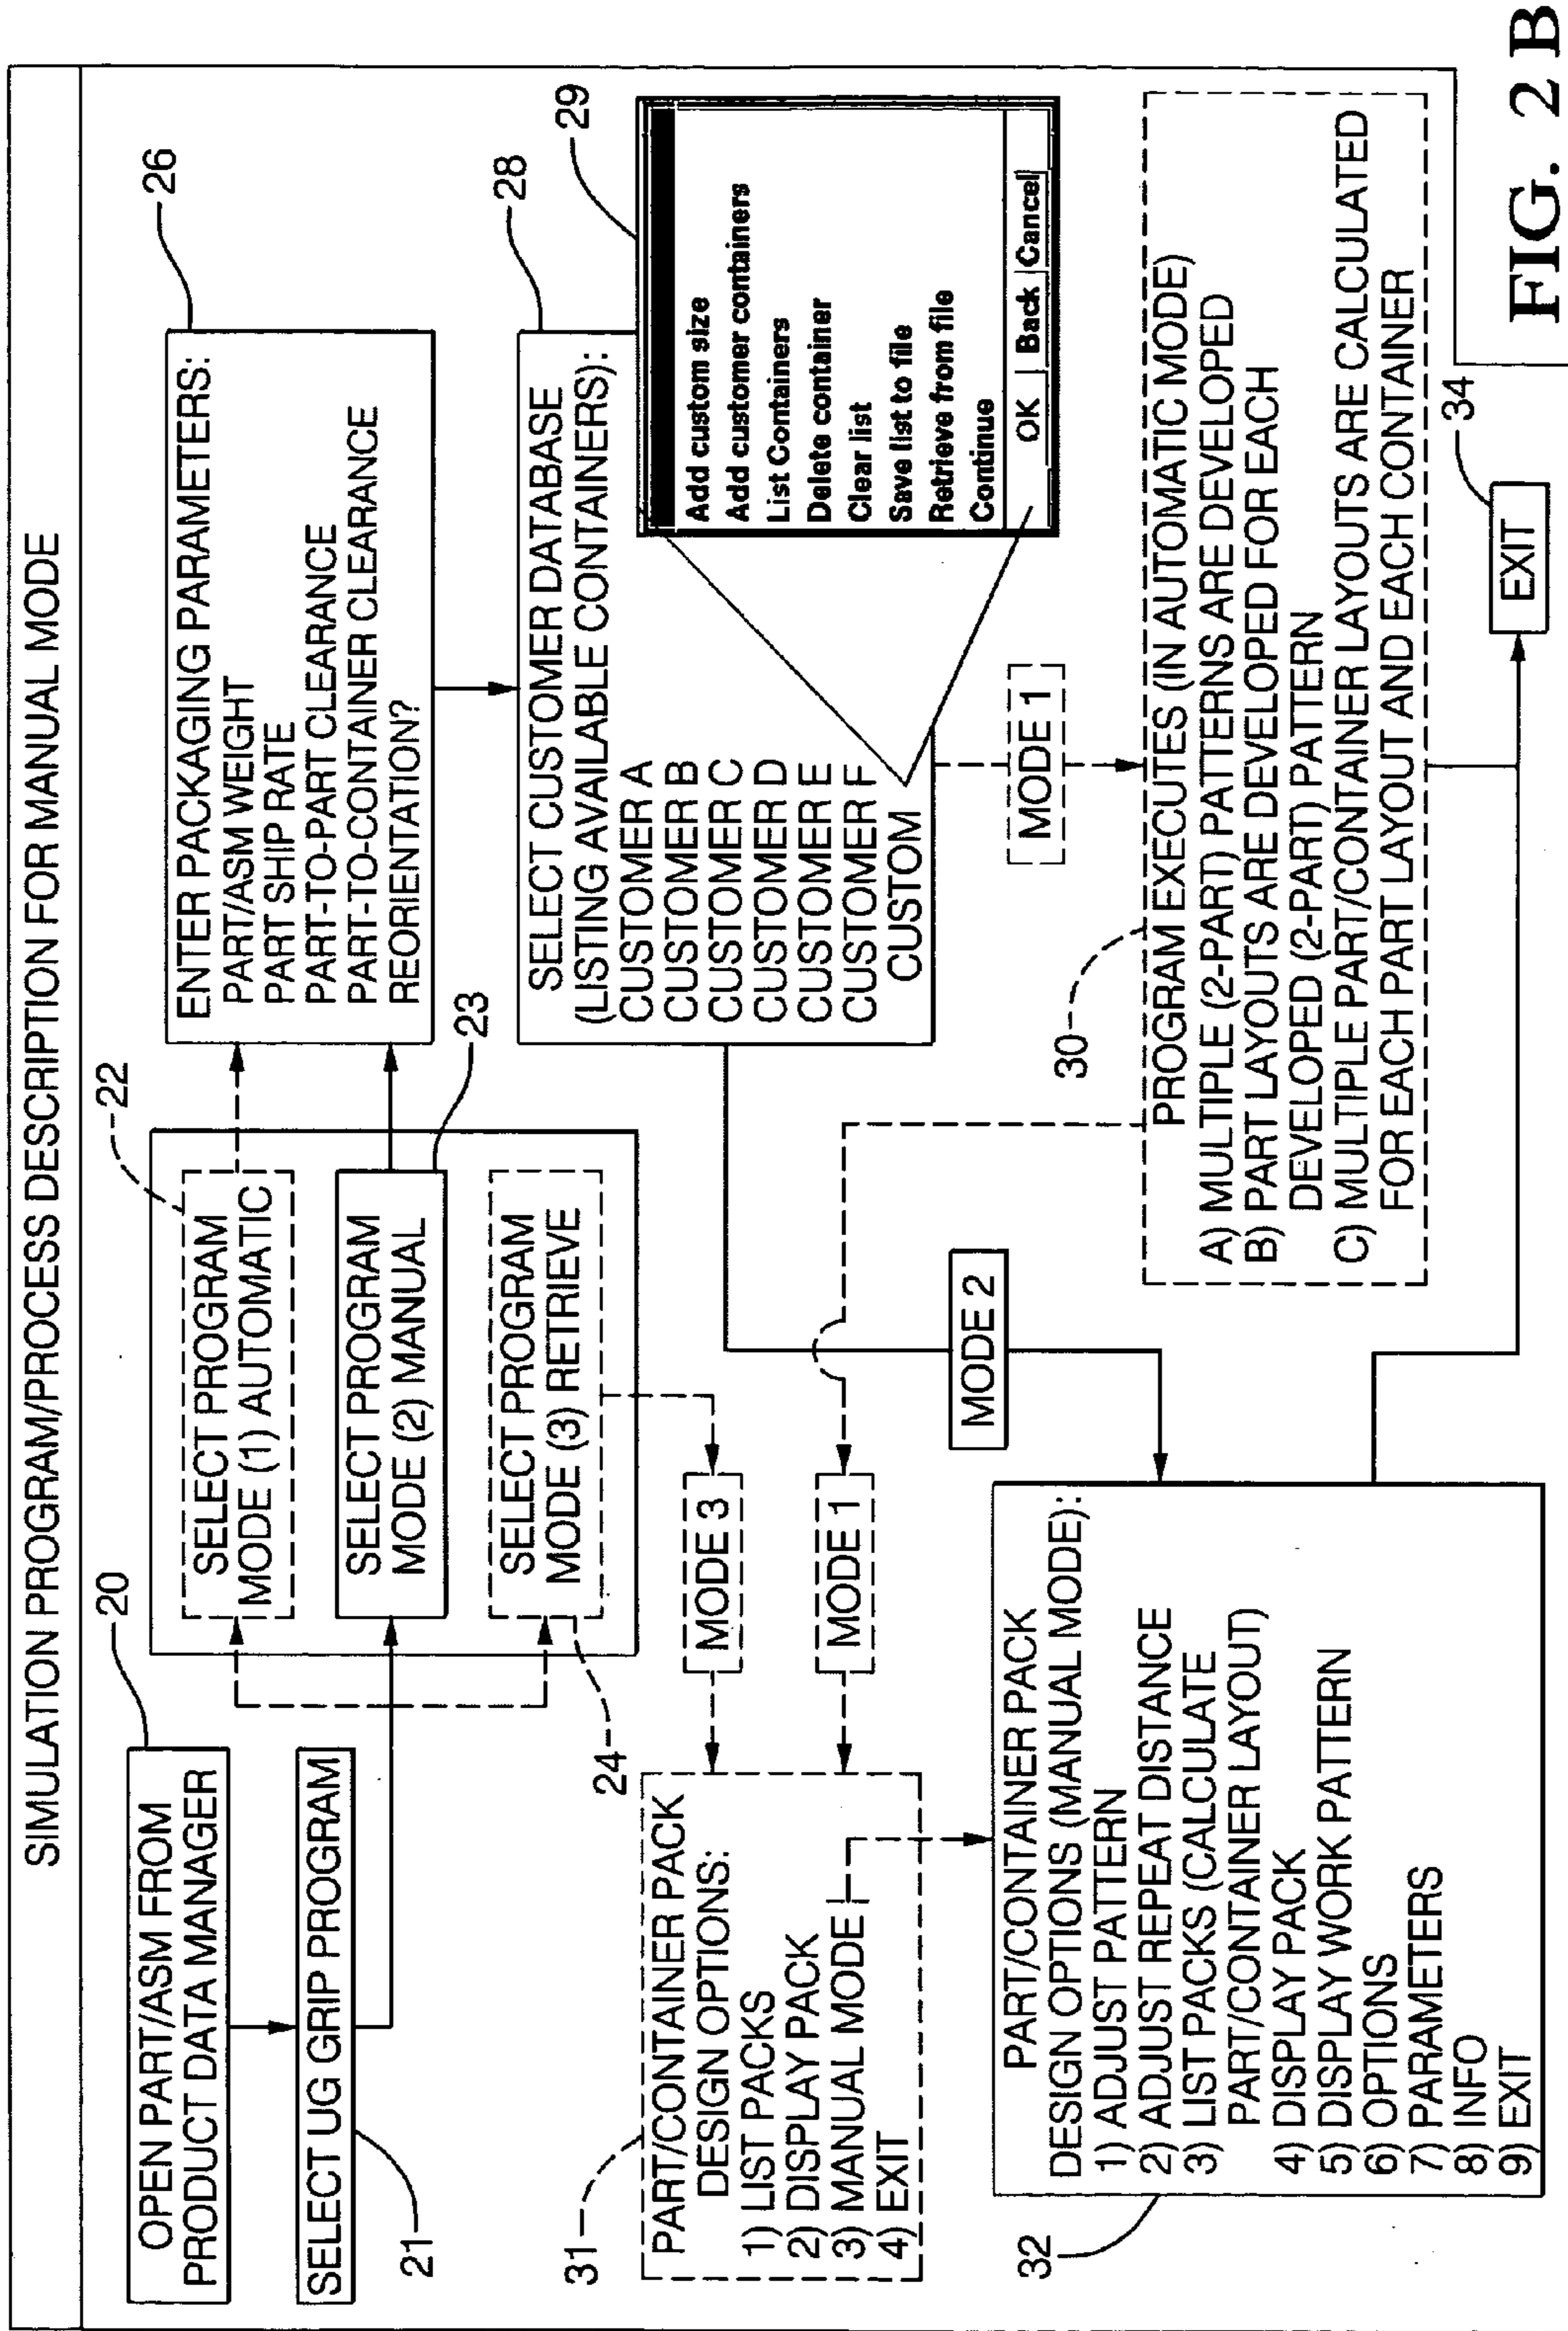 SIMULATION PROGRAM/PROCESS DESCRIPTION FOR MANUAL MODE
20
OPEN PART/ASM FROM
PRODUCT DATA MANAGER
SELECT UG GRIP PROGRAM
21
22
SELECT PROGRAM
MODE (1) AUTOMATIC
SELECT PROGRAM
MODE (2) MANUAL
23
SELECT PROGRAM
MODE (3) RETRIEVE
24
26
ENTER PACKAGING PARAMETERS:
PART/ASM WEIGHT
PART SHIP RATE
PART-TO-PART CLEARANCE
PART-TO-CONTAINER CLEARANCE
REORIENTATION?
28
SELECT CUSTOMER DATABASE
(LISTING AVAILABLE CONTAINERS):
CUSTOMER A
CUSTOMER B
CUSTOMER C
CUSTOMER D
CUSTOMER E
CUSTOMER F
CUSTOM
29
Add custom size
Add customer containers
List Containers
Delete container
Clear list
Save list to file
Retrieve from file
Continue
OK Back Cancel
MODE 3
MODE 1
MODE 2
MODE 1
31
PART/CONTAINER PACK
DESIGN OPTIONS:
1) LIST PACKS
2) DISPLAY PACK
3) MANUAL MODE
4) EXIT
30
PROGRAM EXECUTES (IN AUTOMATIC MODE)
A) MULTIPLE (2-PART) PATTERNS ARE DEVELOPED
B) PART LAYOUTS ARE DEVELOPED FOR EACH
DEVELOPED (2-PART) PATTERN
C) MULTIPLE PART/CONTAINER LAYOUTS ARE CALCULATED
FOR EACH PART LAYOUT AND EACH CONTAINER
32
PART/CONTAINER PACK
DESIGN OPTIONS (MANUAL MODE):
1) ADJUST PATTERN
2) ADJUST REPEAT DISTANCE
3) LIST PACKS (CALCULATE
PART/CONTAINER LAYOUT)
4) DISPLAY PACK
5) DISPLAY WORK PATTERN
6) OPTIONS
7) PARAMETERS
8) INFO
9) EXIT
34
EXIT
FIG. 2 B